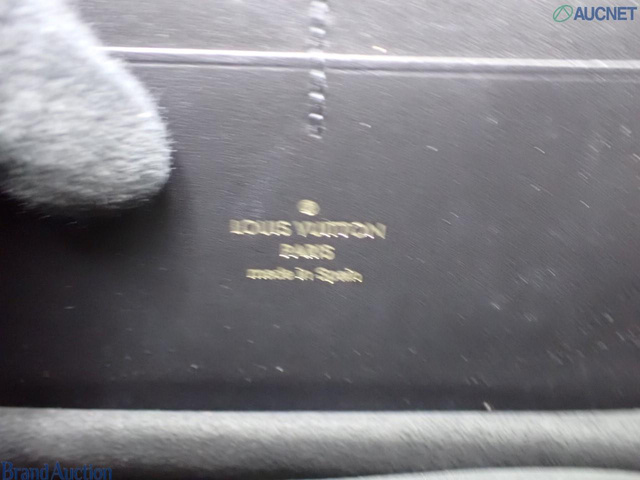 AUCNET
LOUIS VUITTON
PARIS
made in Spain
Brand Auction